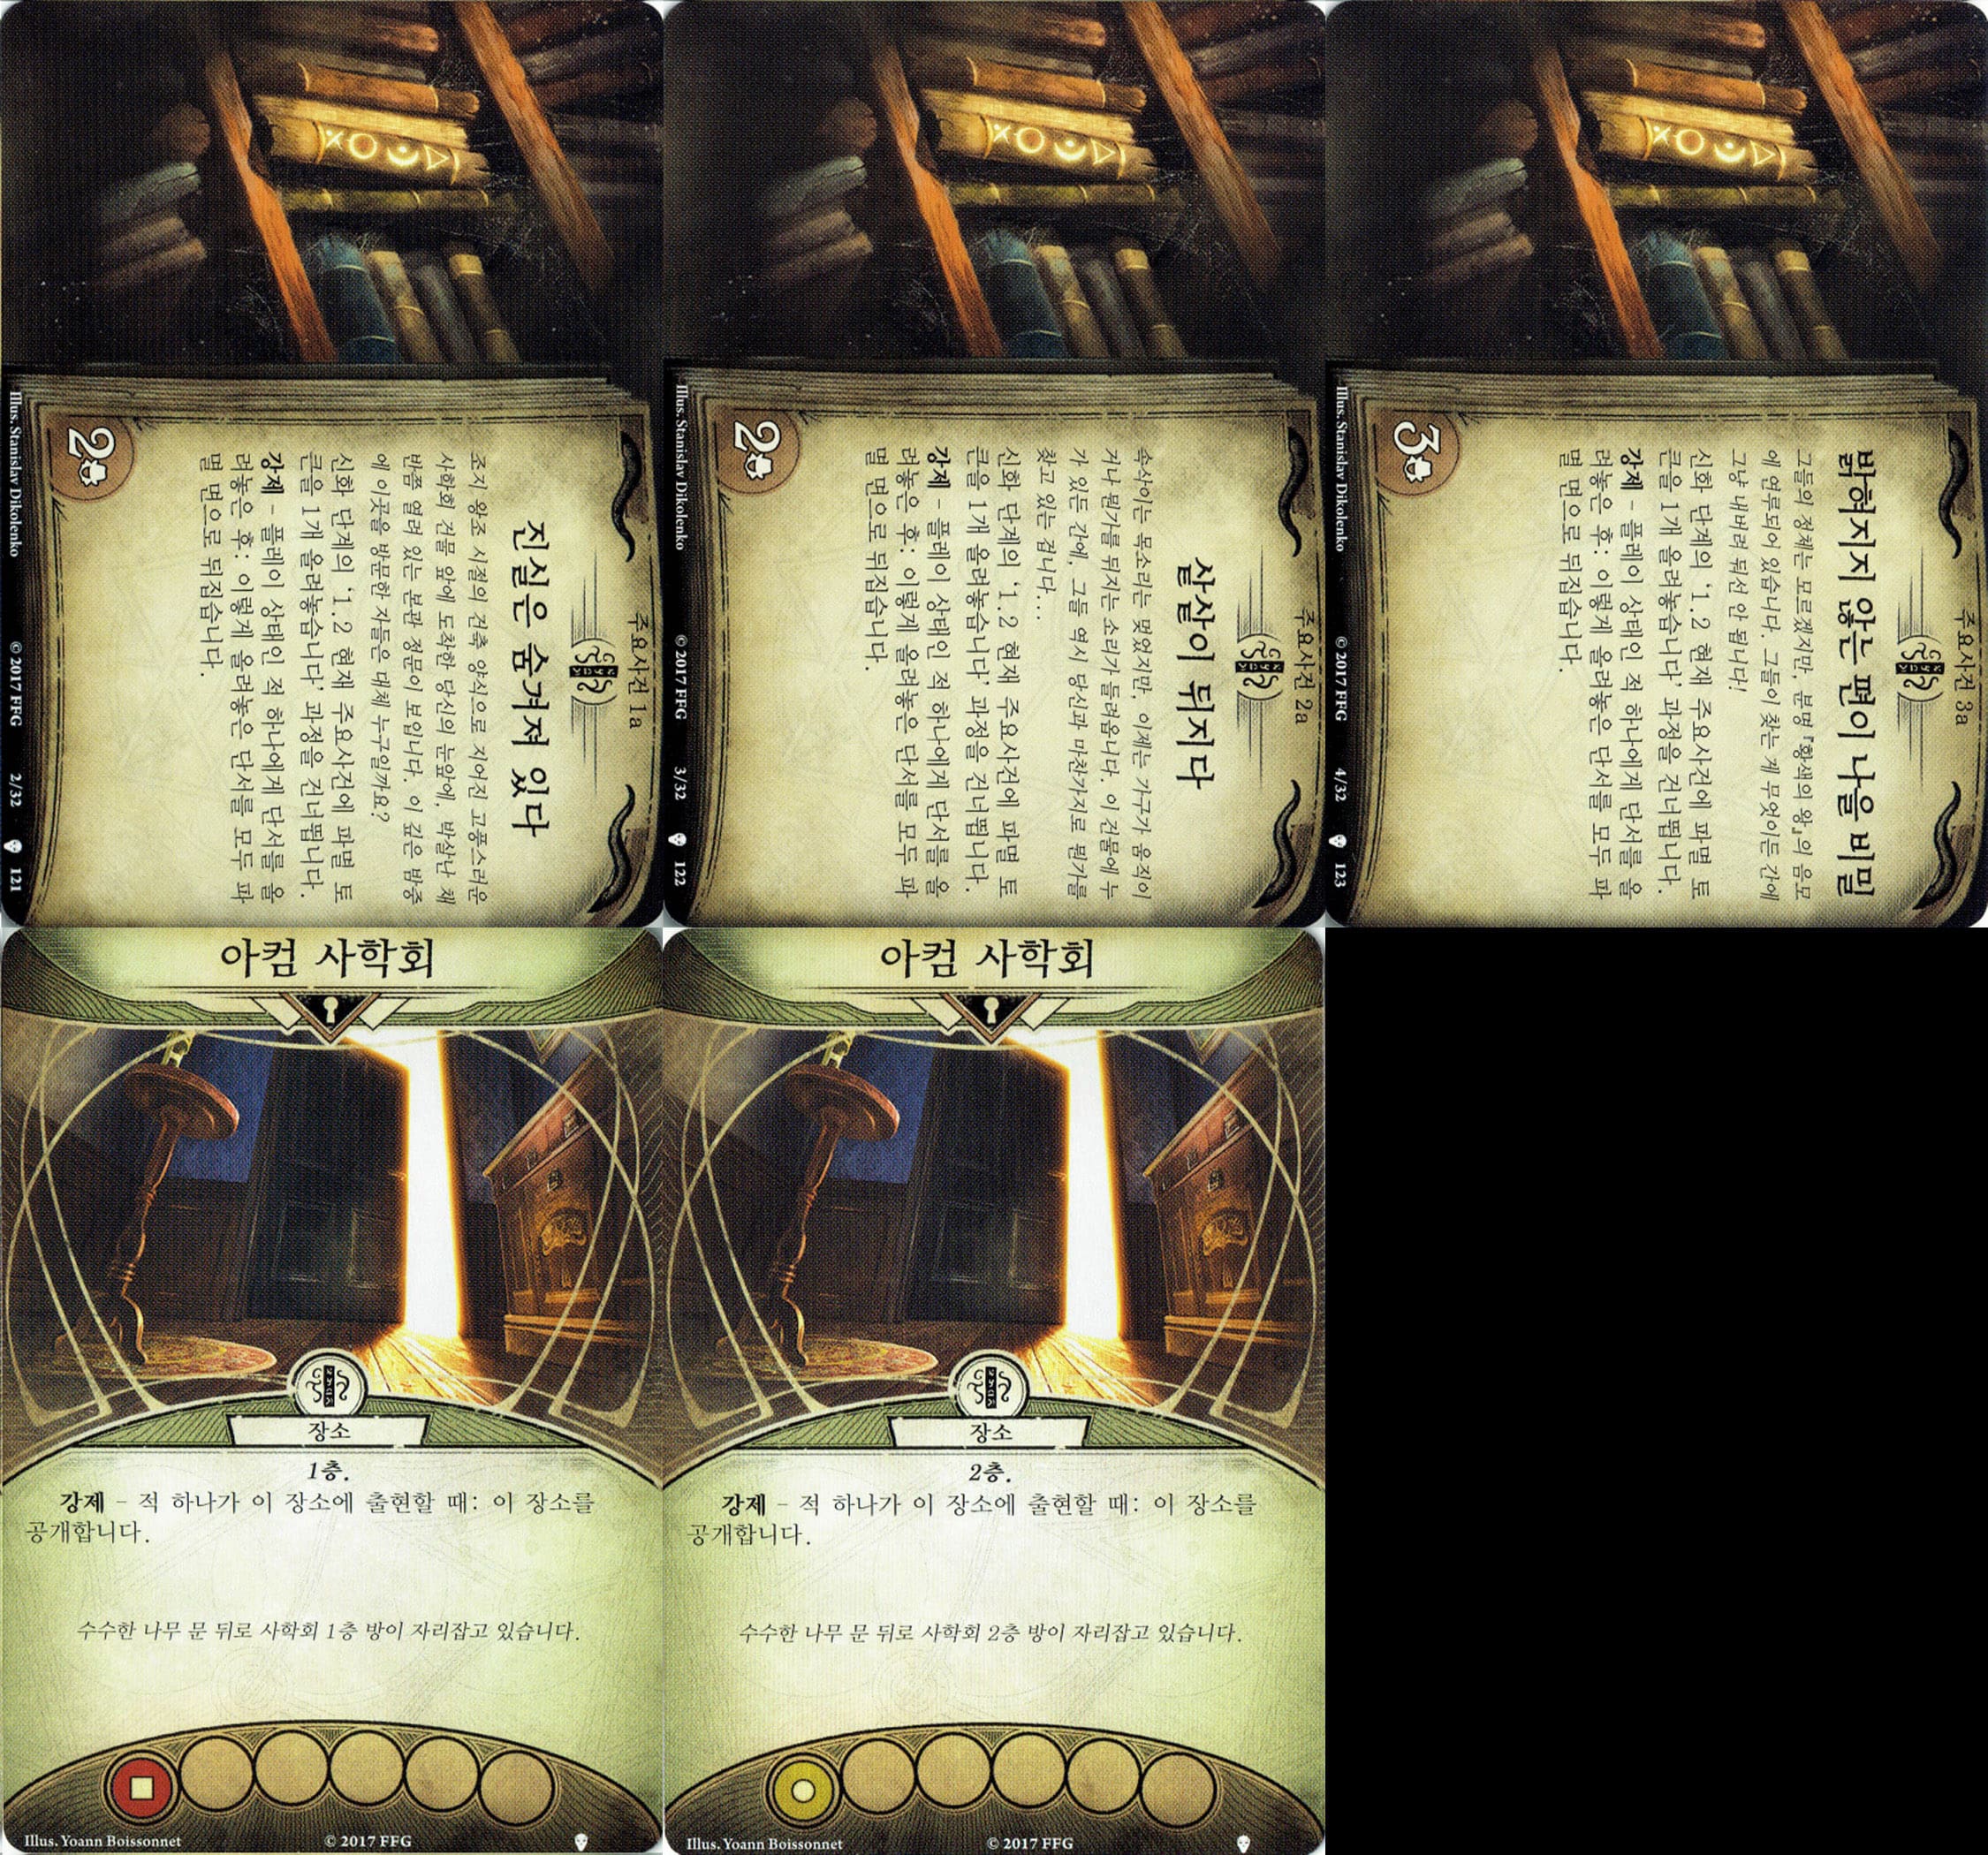 주요사건 1a
진실은 숨겨져 있다
조지 왕조 시절의 건축 양식으로 지어진 고풍스러운
사학회 건물 앞에 도착한 당신의 눈앞에, 박살난 채
반쯤 열려 있는 본관 정문이 보입니다. 이 깊은 밤중
에 이곳을 방문한 자들은 대체 누구일까요?
신화 단계의 ‘1.2 현재 주요사건에 파멸 토
큰을 1개 올려놓습니다’ 과정을 건너뜁니다.
강제 – 플레이 상태인 적 하나에게 단서를 올
려놓은 후: 이렇게 올려놓은 단서를 모두 파
멸 면으로 뒤집습니다.
2
Illus. Stanislav Dikolenko
© 2017 FFG
2/32
121
주요사건 2a
샅샅이 뒤지다
속삭이는 목소리는 멎었지만, 이제는 가구가 움직이
거나 뭔가를 뒤지는 소리가 들려옵니다. 이 건물에 누
가 있든 간에, 그들 역시 당신과 마찬가지로 뭔가를
찾고 있는 겁니다...
신화 단계의 ‘1.2 현재 주요사건에 파멸 토
큰을 1개 올려놓습니다’ 과정을 건너뜁니다.
강제 – 플레이 상태인 적 하나에게 단서를 올
려놓은 후: 이렇게 올려놓은 단서를 모두 파
멸 면으로 뒤집습니다.
2
Illus. Stanislav Dikolenko
© 2017 FFG
3/32
122
주요사건 3a
밝혀지지 않는 편이 나을 비밀
그들의 정체는 모르겠지만, 분명 『황색의 왕』의 음모
에 연루되어 있습니다. 그들이 찾는 게 무엇이든 간에
그냥 내버려 둬선 안 됩니다!
신화 단계의 ‘1.2 현재 주요사건에 파멸 토
큰을 1개 올려놓습니다’ 과정을 건너뜁니다.
강제 – 플레이 상태인 적 하나에게 단서를 올
려놓은 후: 이렇게 올려놓은 단서를 모두 파
멸 면으로 뒤집습니다.
3
Illus. Stanislav Dikolenko
© 2017 FFG
4/32
123
아컴 사학회
장소
1층.
강제 – 적 하나가 이 장소에 출현할 때: 이 장소를
공개합니다.
수수한 나무 문 뒤로 사학회 1층 방이 자리잡고 있습니다.
Illus. Yoann Boissonnet
© 2017 FFG
아컴 사학회
장소
2층.
강제 – 적 하나가 이 장소에 출현할 때: 이 장소를
공개합니다.
수수한 나무 문 뒤로 사학회 2층 방이 자리잡고 있습니다.
Illus. Yoann Boissonnet
© 2017 FFG